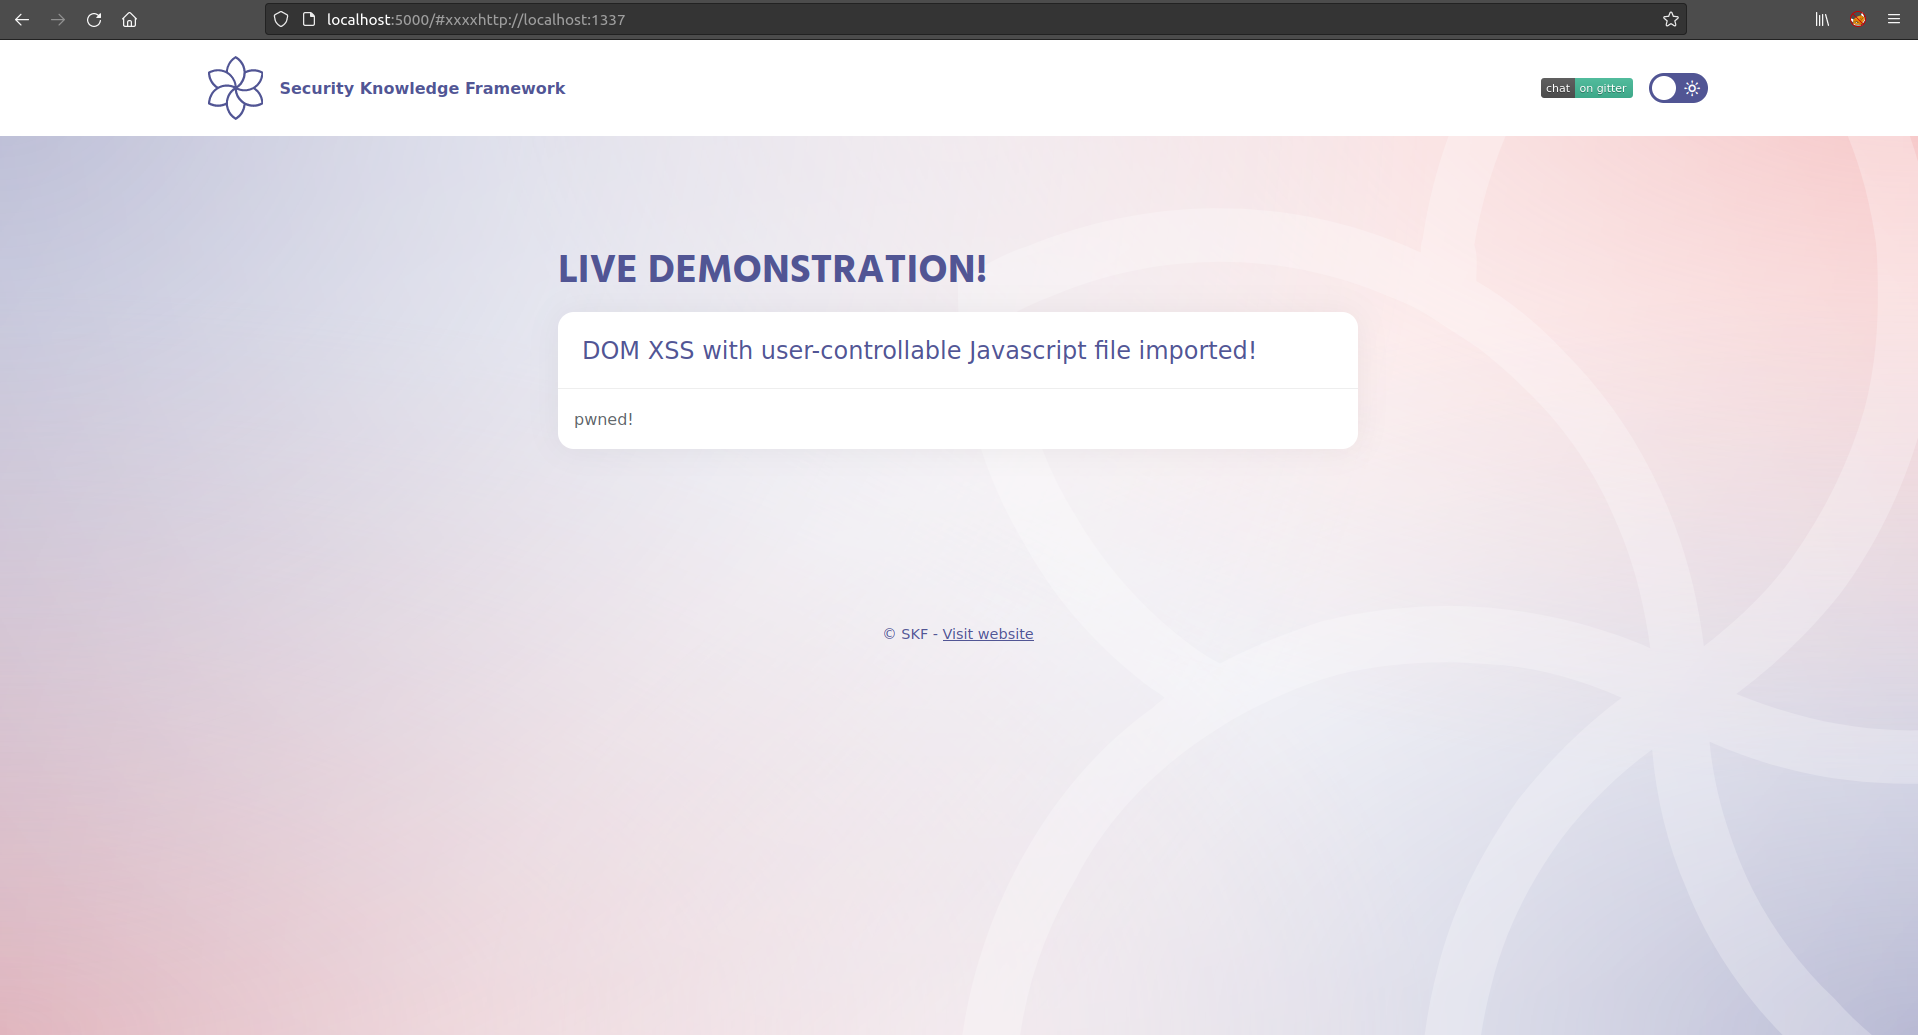 localhost:5000/#xxxxhttp://localhost:1337
Security Knowledge Framework
chat on gitter
LIVE DEMONSTRATION!
DOM XSS with user-controllable Javascript file imported!
pwned!
© SKF - Visit website